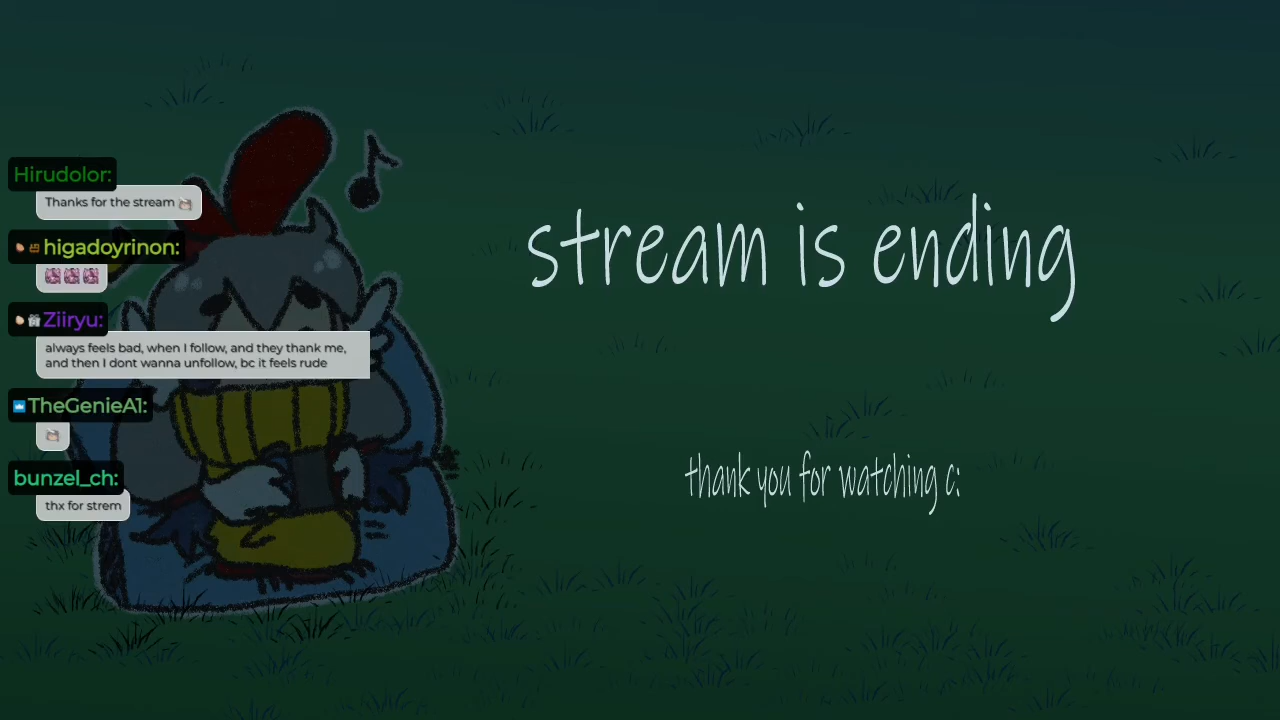 Hirudolor:
Thanks for the stream
higadoyrinon:
Ziiryu:
always feels bad, when I follow, and they thank me,
and then I dont wanna unfollow, bc it feels rude
TheGenieA1:
bunzel_ch:
thx for strem
stream is ending
thank you for watching c: